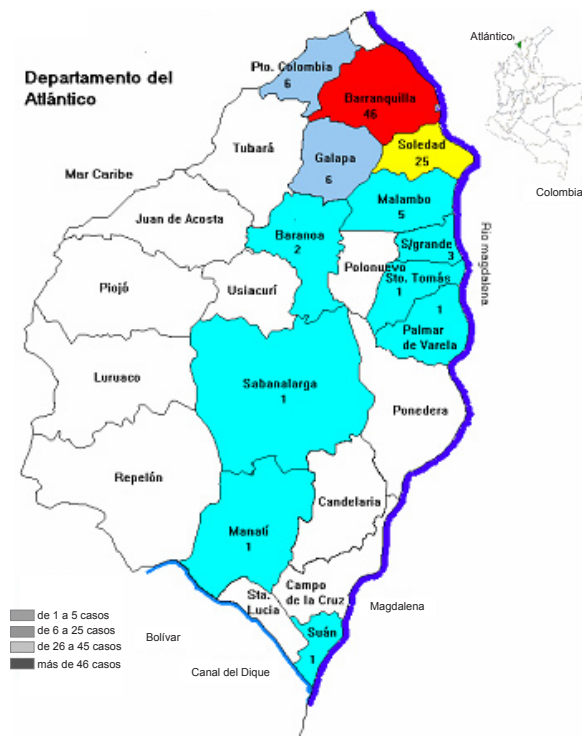 Departamento del
Atlántico
Atlántico
Colombia
Pto. Colombia
6
Barranquilla
46
Tubará
Galapa
6
Soledad
25
Mar Caribe
Malambo
5
Juan de Acosta
Baranoa
2
S/grande
3
Rio magdalena
Polonuevo
Sto. Tomás
1
Piojó
Usiacurí
1
Palmar
de Varela
Luruaco
Sabanalarga
1
Ponedera
Repelón
Candelaria
Manatí
1
Campo
de la Cruz
Sta.
Lucia
Magdalena
Suán
1
de 1 a 5 casos
de 6 a 25 casos
de 26 a 45 casos
más de 46 casos
Bolívar
Canal del Dique